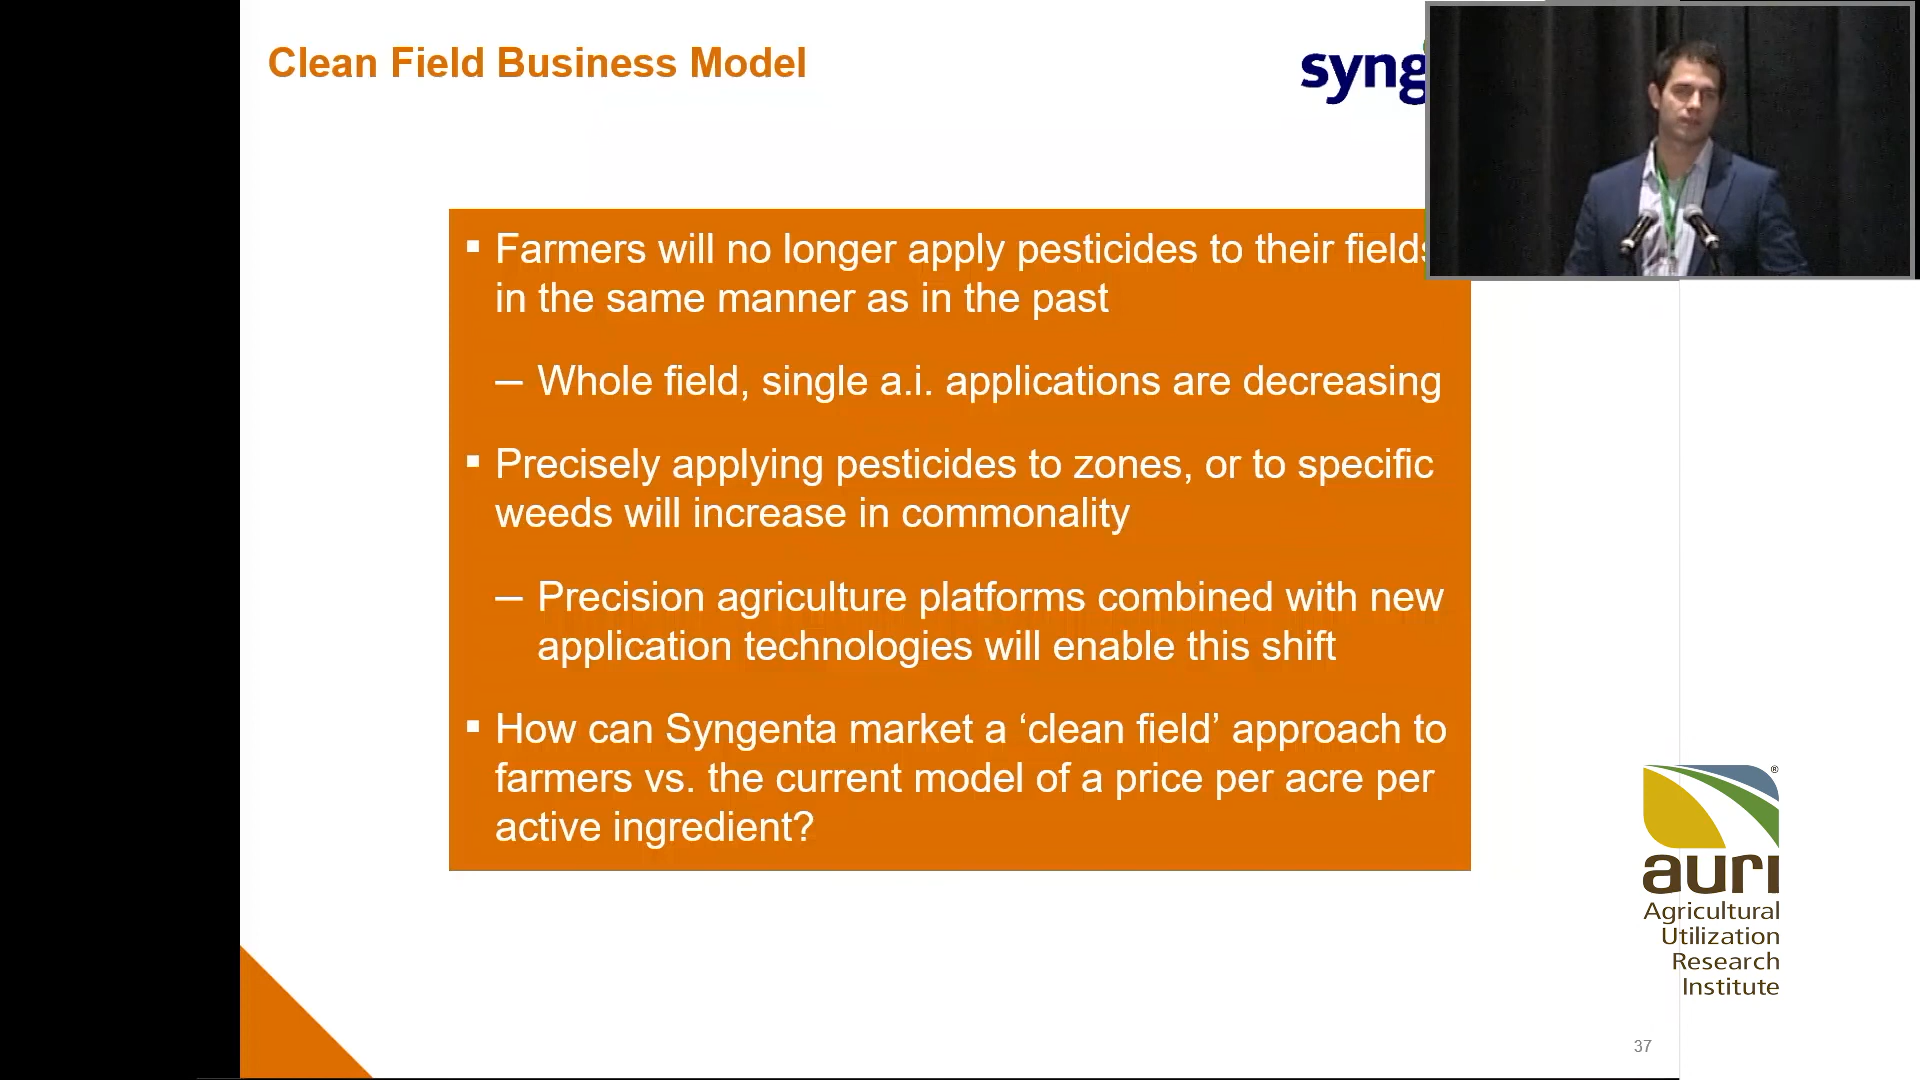 Clean Field Business Model
syng
▪ Farmers will no longer apply pesticides to their fields
in the same manner as in the past
– Whole field, single a.i. applications are decreasing
▪ Precisely applying pesticides to zones, or to specific
weeds will increase in commonality
– Precision agriculture platforms combined with new
application technologies will enable this shift
▪ How can Syngenta market a ‘clean field’ approach to
farmers vs. the current model of a price per acre per
active ingredient?
®
auri
Agricultural
Utilization
Research
Institute
37